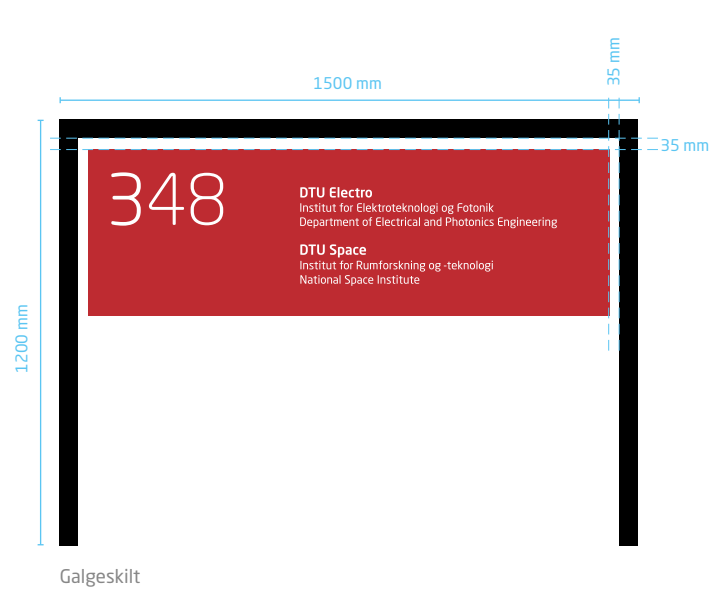 35 mm
1500 mm
35 mm
348
DTU Electro
Institut for Elektroteknologi og Fotonik
Department of Electrical and Photonics Engineering
DTU Space
Institut for Rumforskning og -teknologi
National Space Institute
1200 mm
Galgeskilt